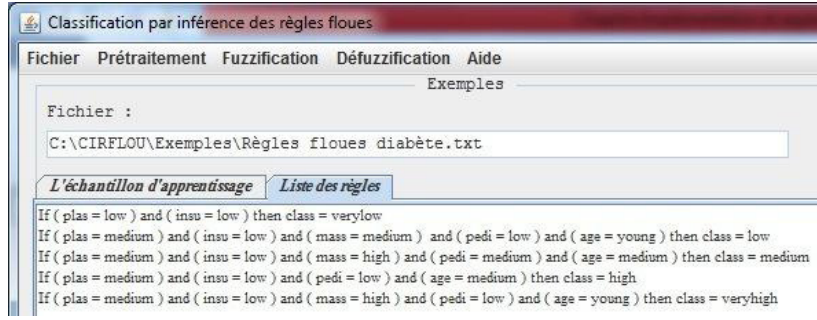 Classification par inférence des règles floues
Fichier Prétraitement Fuzzification Défuzzification Aide
Exemples
Fichier :
C:\CIRFLOU\Exemples\Règles floues diabète.txt
L'échantillon d'apprentissage Liste des règles
If ( plas = low ) and ( insu = low ) then class = verylow
If ( plas = medium ) and ( insu = low ) and ( mass = medium ) and ( pedi = low ) and ( age = young ) then class = low
If ( plas = medium ) and ( insu = low ) and ( mass = high ) and ( pedi = medium ) and ( age = medium ) then class = medium
If ( plas = medium ) and ( insu = low ) and ( pedi = low ) and ( age = medium ) then class = high
If ( plas = medium ) and ( insu = low ) and ( mass = high ) and ( pedi = low ) and ( age = young ) then class = veryhigh